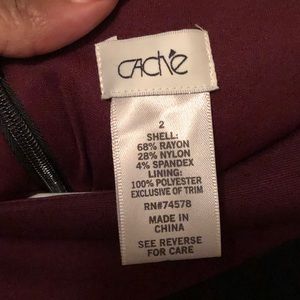 Caché
2
SHELL:
68% RAYON
28% NYLON
4% SPANDEX
LINING:
100% POLYESTER
EXCLUSIVE OF TRIM
RN#74578
MADE IN
CHINA
SEE REVERSE
FOR CARE